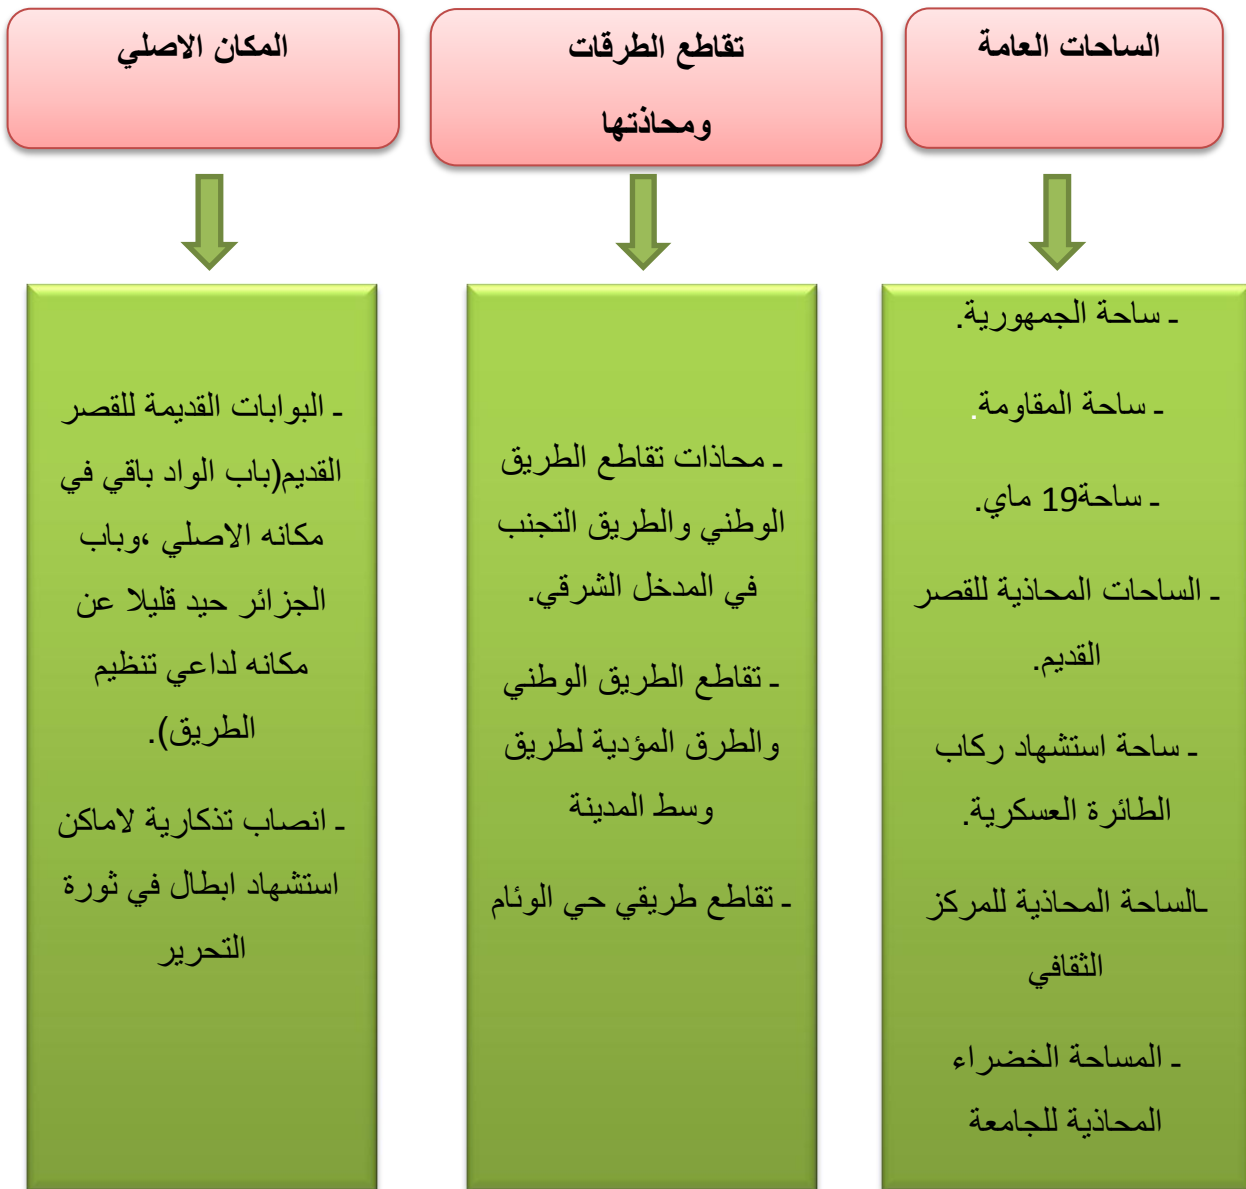 الساحات العامة
ـ ساحة الجمهورية.
ـ ساحة المقاومة.
ـ ساحة19 ماي.
ـ الساحات المحاذية للقصر
القديم.
ـ ساحة استشهاد ركاب
الطائرة العسكرية.
ـالساحة المحاذية للمركز
الثقافي
ـ المساحة الخضراء
المحاذية للجامعة
تقاطع الطرقات
ومحاذتها
ـ محاذات تقاطع الطريق
الوطني والطريق التجنب
في المدخل الشرقي.
ـ تقاطع الطريق الوطني
والطرق المؤدية لطريق
وسط المدينة
ـ تقاطع طريقي حي الوئام
المكان الاصلي
ـ البوابات القديمة للقصر
القديم(باب الواد باقي في
مكانه الاصلي ،وباب
الجزائر حيد قليلا عن
مكانه لداعي تنظيم
الطريق).
ـ انصاب تذكارية لاماكن
استشهاد ابطال في ثورة
التحرير